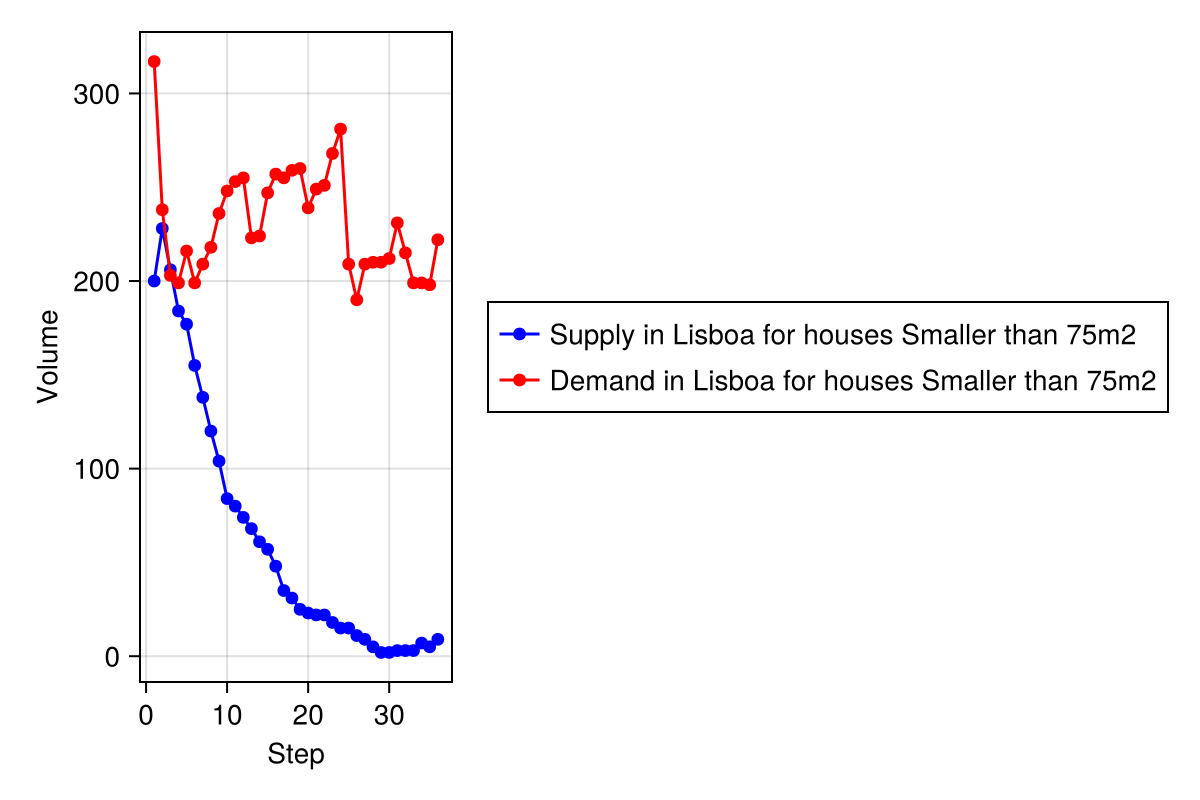 300
200
100
0
Volume
0 10 20 30
Step
Supply in Lisboa for houses Smaller than 75m2
Demand in Lisboa for houses Smaller than 75m2